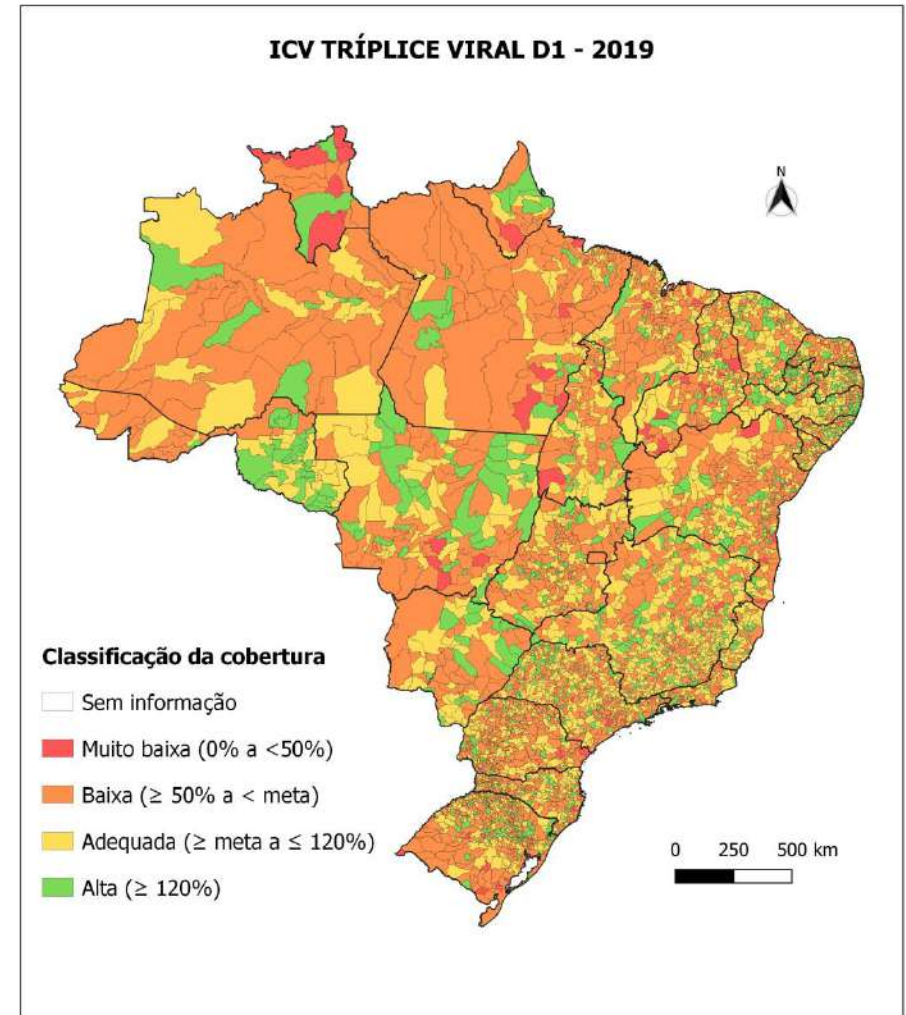 ICV TRÍPLICE VIRAL D1 - 2019
N
Classificação da cobertura
Sem informação
Muito baixa (0% a <50%)
Baixa (≥ 50% a < meta)
Adequada (≥ meta a ≤ 120%)
Alta (≥ 120%)
0 250 500 km